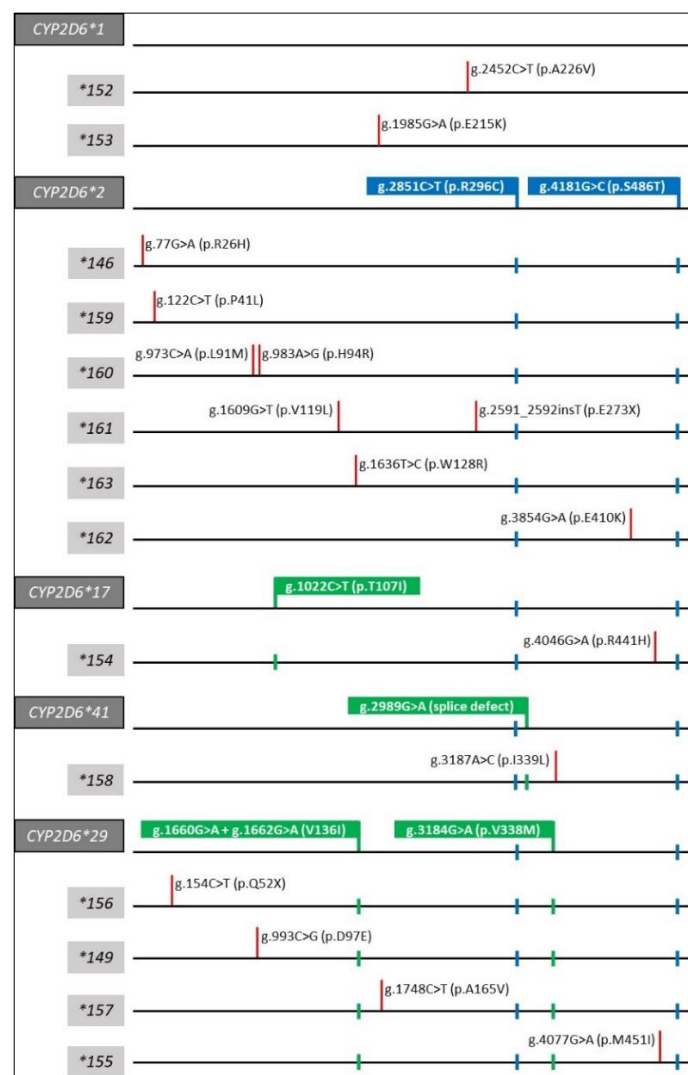 CYP2D6*1
g.2452C>T (p.A226V)
*152
g.1985G>A (p.E215K)
*153
CYP2D6*2
g.2851C>T (p.R296C) g.4181G>C (p.S486T)
g.77G>A (p.R26H)
*146
g.122C>T (p.P41L)
*159
g.973C>A (p.L91M) g.983A>G (p.H94R)
*160
g.1609G>T (p.V119L) g.2591_2592insT (p.E273X)
*161
g.1636T>C (p.W128R)
*163
g.3854G>A (p.E410K)
*162
CYP2D6*17
g.1022C>T (p.T107I)
g.4046G>A (p.R441H)
*154
CYP2D6*41
g.2989G>A (splice defect)
g.3187A>C (p.I339L)
*158
CYP2D6*29
g.1660G>A + g.1662G>A (V136I) g.3184G>A (p.V338M)
g.154C>T (p.Q52X)
*156
g.993C>G (p.D97E)
*149
g.1748C>T (p.A165V)
*157
g.4077G>A (p.M451I)
*155